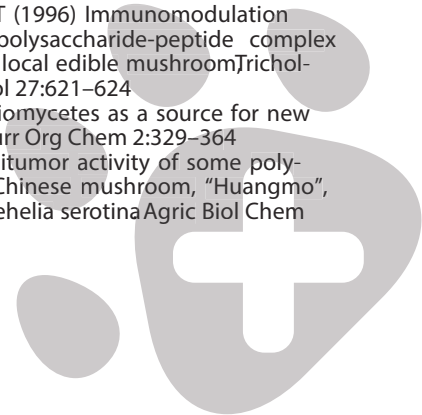 T (1996) Immunomodulation
polysaccharide-peptide complex
local edible mushroom, Trichol-
ol 27:621–624
iomycetes as a source for new
urr Org Chem 2:329–364
itumor activity of some poly-
Chinese mushroom, “Huangmo”,
ehelia serotina Agric Biol Chem